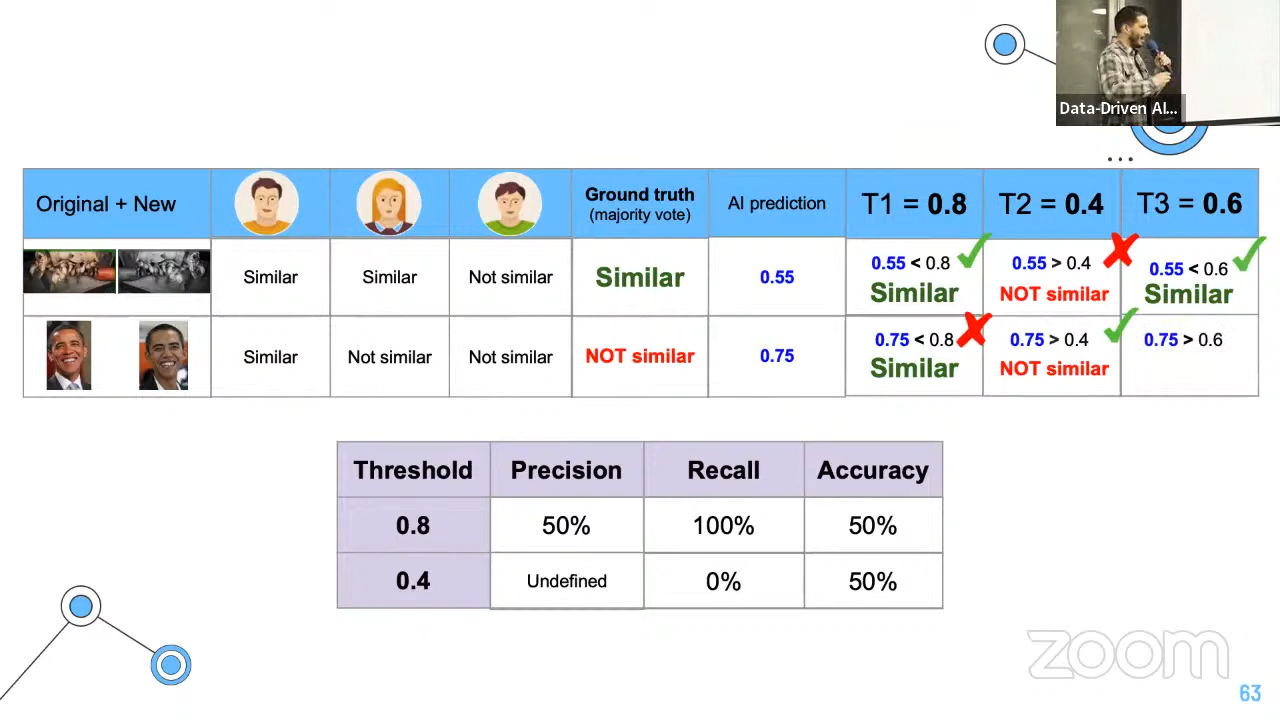 Data-Driven AI...
...
Original + New
Ground truth
(majority vote)
AI prediction
T1 = 0.8
T2 = 0.4
T3 = 0.6
Similar
Similar
Not similar
Similar
0.55
0.55 < 0.8
Similar
0.55 > 0.4
NOT similar
0.55 < 0.6
Similar
Similar
Not similar
Not similar
NOT similar
0.75
0.75 < 0.8
Similar
0.75 > 0.4
NOT similar
0.75 > 0.6
Threshold
Precision
Recall
Accuracy
0.8
50%
100%
50%
0.4
Undefined
0%
50%
zoom
63